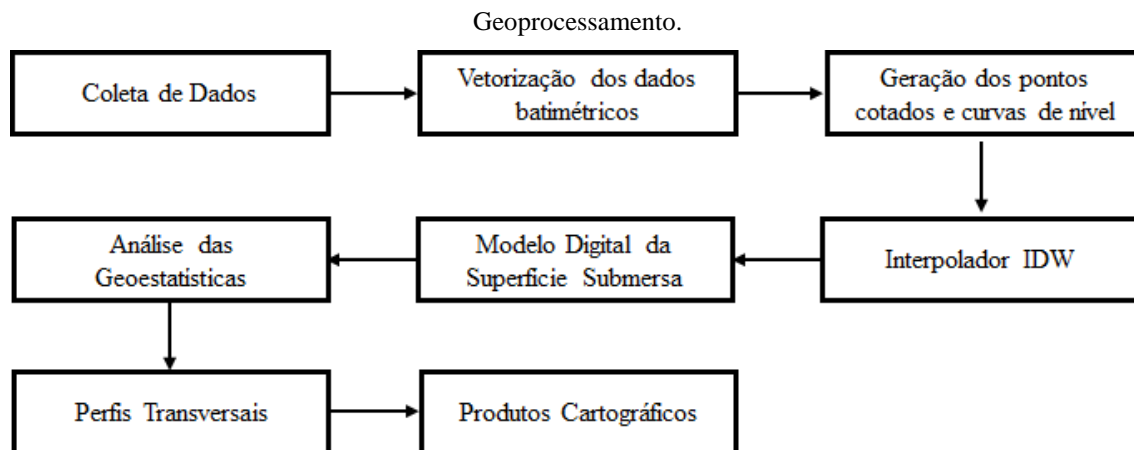 Geoprocessamento.
Coleta de Dados
Vetorização dos dados
batimétricos
Geração dos pontos
cotados e curvas de nível
Interpolador IDW
Modelo Digital da
Superfície Submersa
Análise das
Geoestatísticas
Perfis Transversais
Produtos Cartográficos